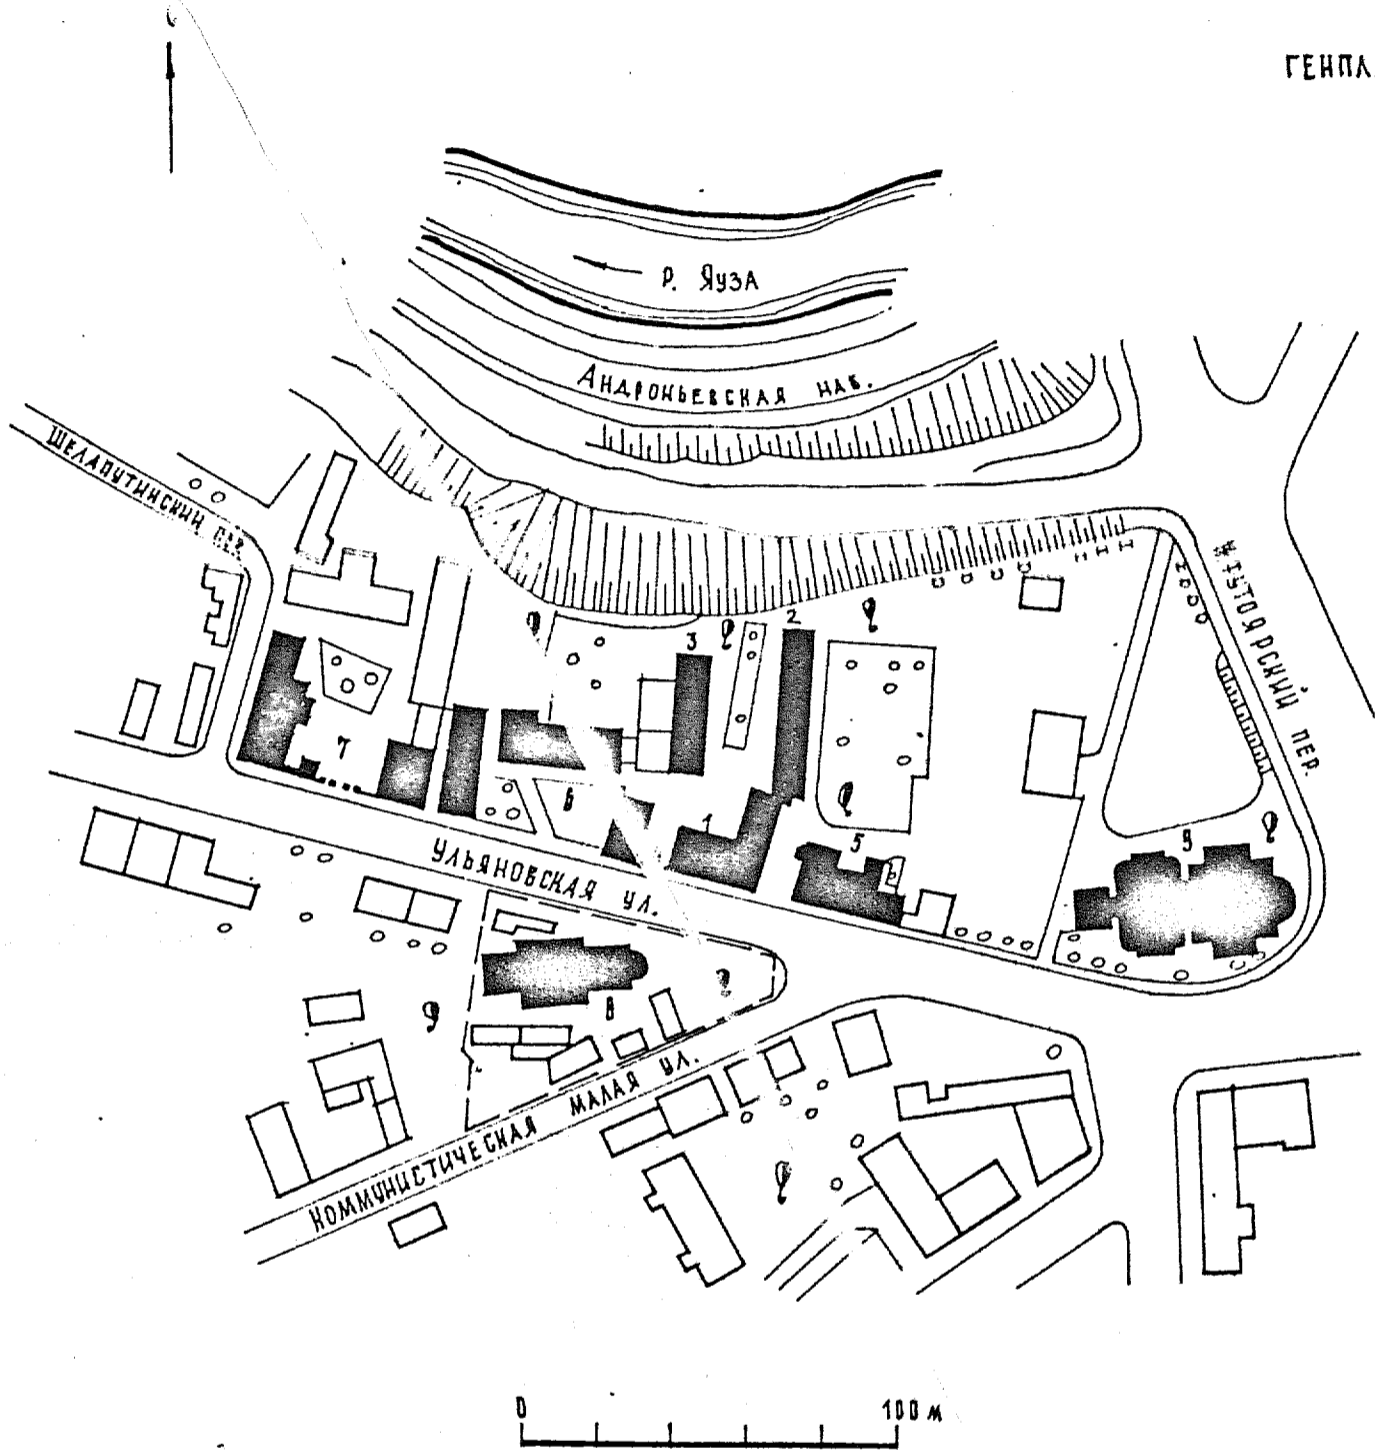 С
ГЕНПЛ
Р. ЯУЗА
АНДРОНЬЕВСКАЯ НАБ.
ШЕЛАПУТИНСКИЙ ПЕР.
ТУТОЯРСКИЙ ПЕР.
2
3
7
6
1
5
9
УЛЬЯНОВСКАЯ УЛ.
8
КОММУНИСТИЧЕСКАЯ МАЛАЯ УЛ.
0 100 м